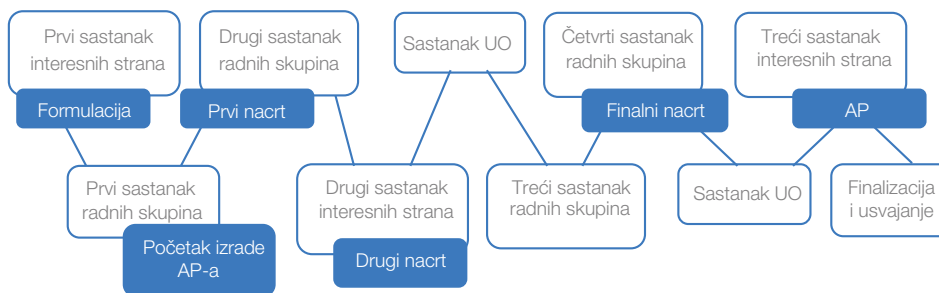 Prvi sastanak
interesnih strana
Formulacija
Prvi sastanak
radnih skupina
Početak izrade
AP-a
Drugi sastanak
radnih skupina
Prvi nacrt
Drugi sastanak
interesnih strana
Drugi nacrt
Sastanak UO
Treći sastanak
radnih skupina
Četvrti sastanak
radnih skupina
Finalni nacrt
Sastanak UO
Treći sastanak
interesnih strana
AP
Finalizacija
i usvajanje